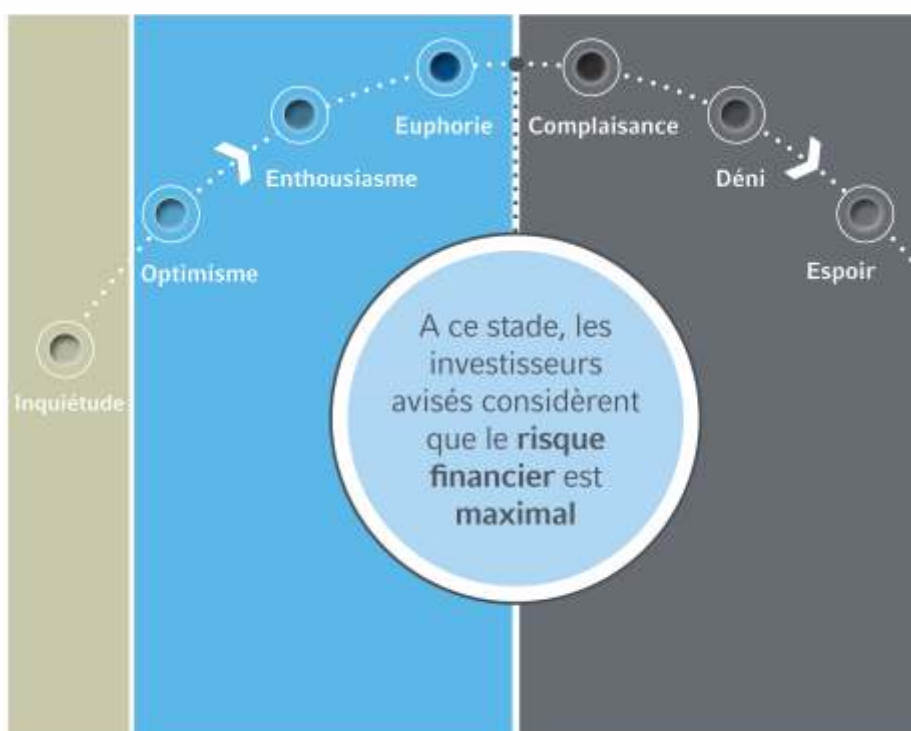 Euphorie
Complaisance
Enthousiasme
Déni
Optimisme
Espoir
Inquiétude
A ce stade, les
investisseurs
avisés considèrent
que le risque
financier est
maximal